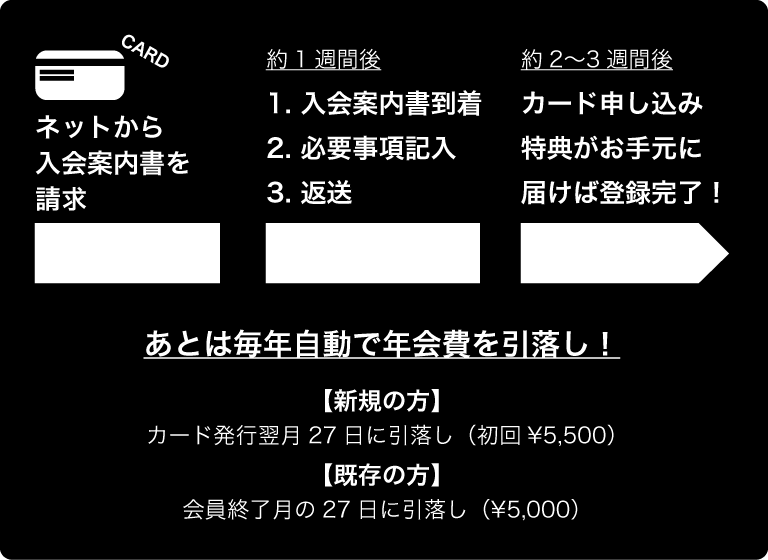 CARD
ネットから
入会案内書を
請求
約1週間後
1. 入会案内書到着
2. 必要事項記入
3. 返送
約2〜3週間後
カード申し込み
特典がお手元に
届けば登録完了！
あとは毎年自動で年会費を引落し！
【新規の方】
カード発行翌月27日に引落し（初回¥5,500）
【既存の方】
会員終了月の27日に引落し（¥5,000）